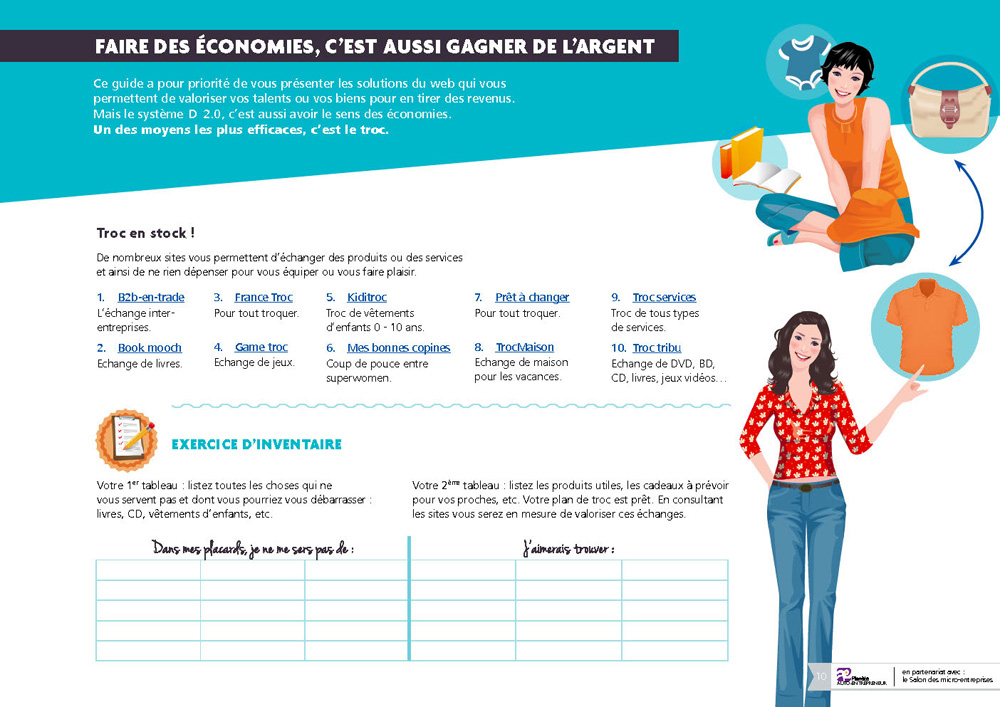 FAIRE DES ÉCONOMIES, C’EST AUSSI GAGNER DE L’ARGENT
Ce guide a pour priorité de vous présenter les solutions du web qui vous
permettent de valoriser vos talents ou vos biens pour en tirer des revenus.
Mais le système D 2.0, c’est aussi avoir le sens des économies.
Un des moyens les plus efficaces, c’est le troc.
Troc en stock !
De nombreux sites vous permettent d’échanger des produits ou des services
et ainsi de ne rien dépenser pour vous équiper ou vous faire plaisir.
1. B2b-en-trade
L’échange inter-
entreprises.
2. Book mooch
Echange de livres.
3. France Troc
Pour tout troquer.
4. Game troc
Echange de jeux.
5. Kiditroc
Troc de vêtements
d’enfants 0 - 10 ans.
6. Mes bonnes copines
Coup de pouce entre
superwomen.
7. Prêt à changer
Pour tout troquer.
8. TrocMaison
Echange de maison
pour les vacances.
9. Troc services
Troc de tous types
de services.
10. Troc tribu
Echange de DVD, BD,
CD, livres, jeux vidéos…
EXERCICE D’INVENTAIRE
Votre 1er tableau : listez toutes les choses qui ne
vous servent pas et dont vous pourriez vous débarrasser :
livres, CD, vêtements d’enfants, etc.
Votre 2ème tableau : listez les produits utiles, les cadeaux à prévoir
pour vos proches, etc. Votre plan de troc est prêt. En consultant
les sites vous serez en mesure de valoriser ces échanges.
Dans mes placards, je ne me sers pas de :
J’aimerais trouver :
10
ae
Planète
AUTO-ENTREPRENEUR
en partenariat avec :
le Salon des micro-entreprises